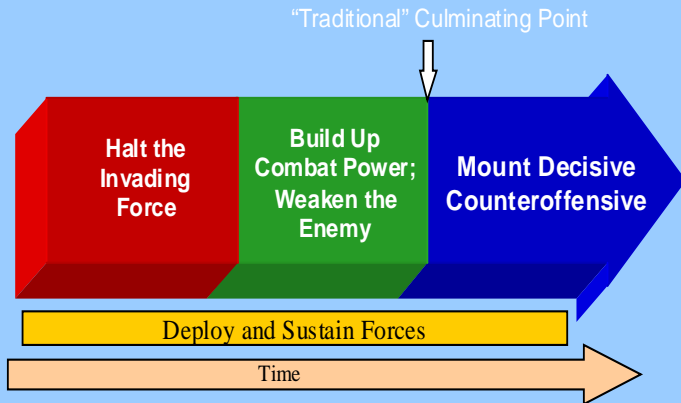 “Traditional” Culminating Point
Halt the
Invading
Force
Build Up
Combat Power;
Weaken the
Enemy
Mount Decisive
Counteroffensive
Deploy and Sustain Forces
Time